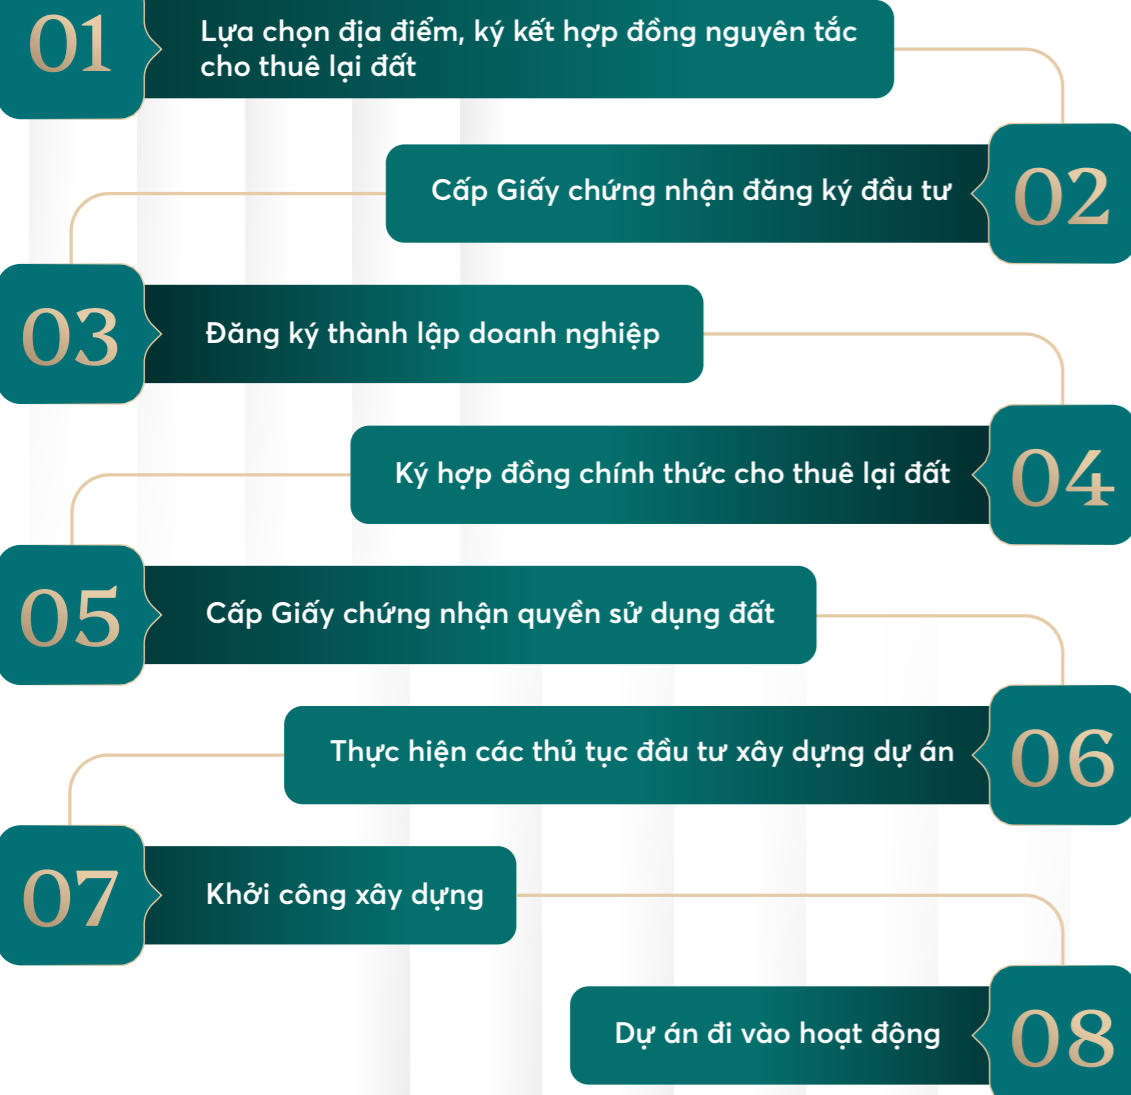 01
Lựa chọn địa điểm, ký kết hợp đồng nguyên tắc
cho thuê lại đất
Cấp Giấy chứng nhận đăng ký đầu tư
02
03
Đăng ký thành lập doanh nghiệp
Ký hợp đồng chính thức cho thuê lại đất
04
05
Cấp Giấy chứng nhận quyền sử dụng đất
Thực hiện các thủ tục đầu tư xây dựng dự án
06
07
Khởi công xây dựng
Dự án đi vào hoạt động
08